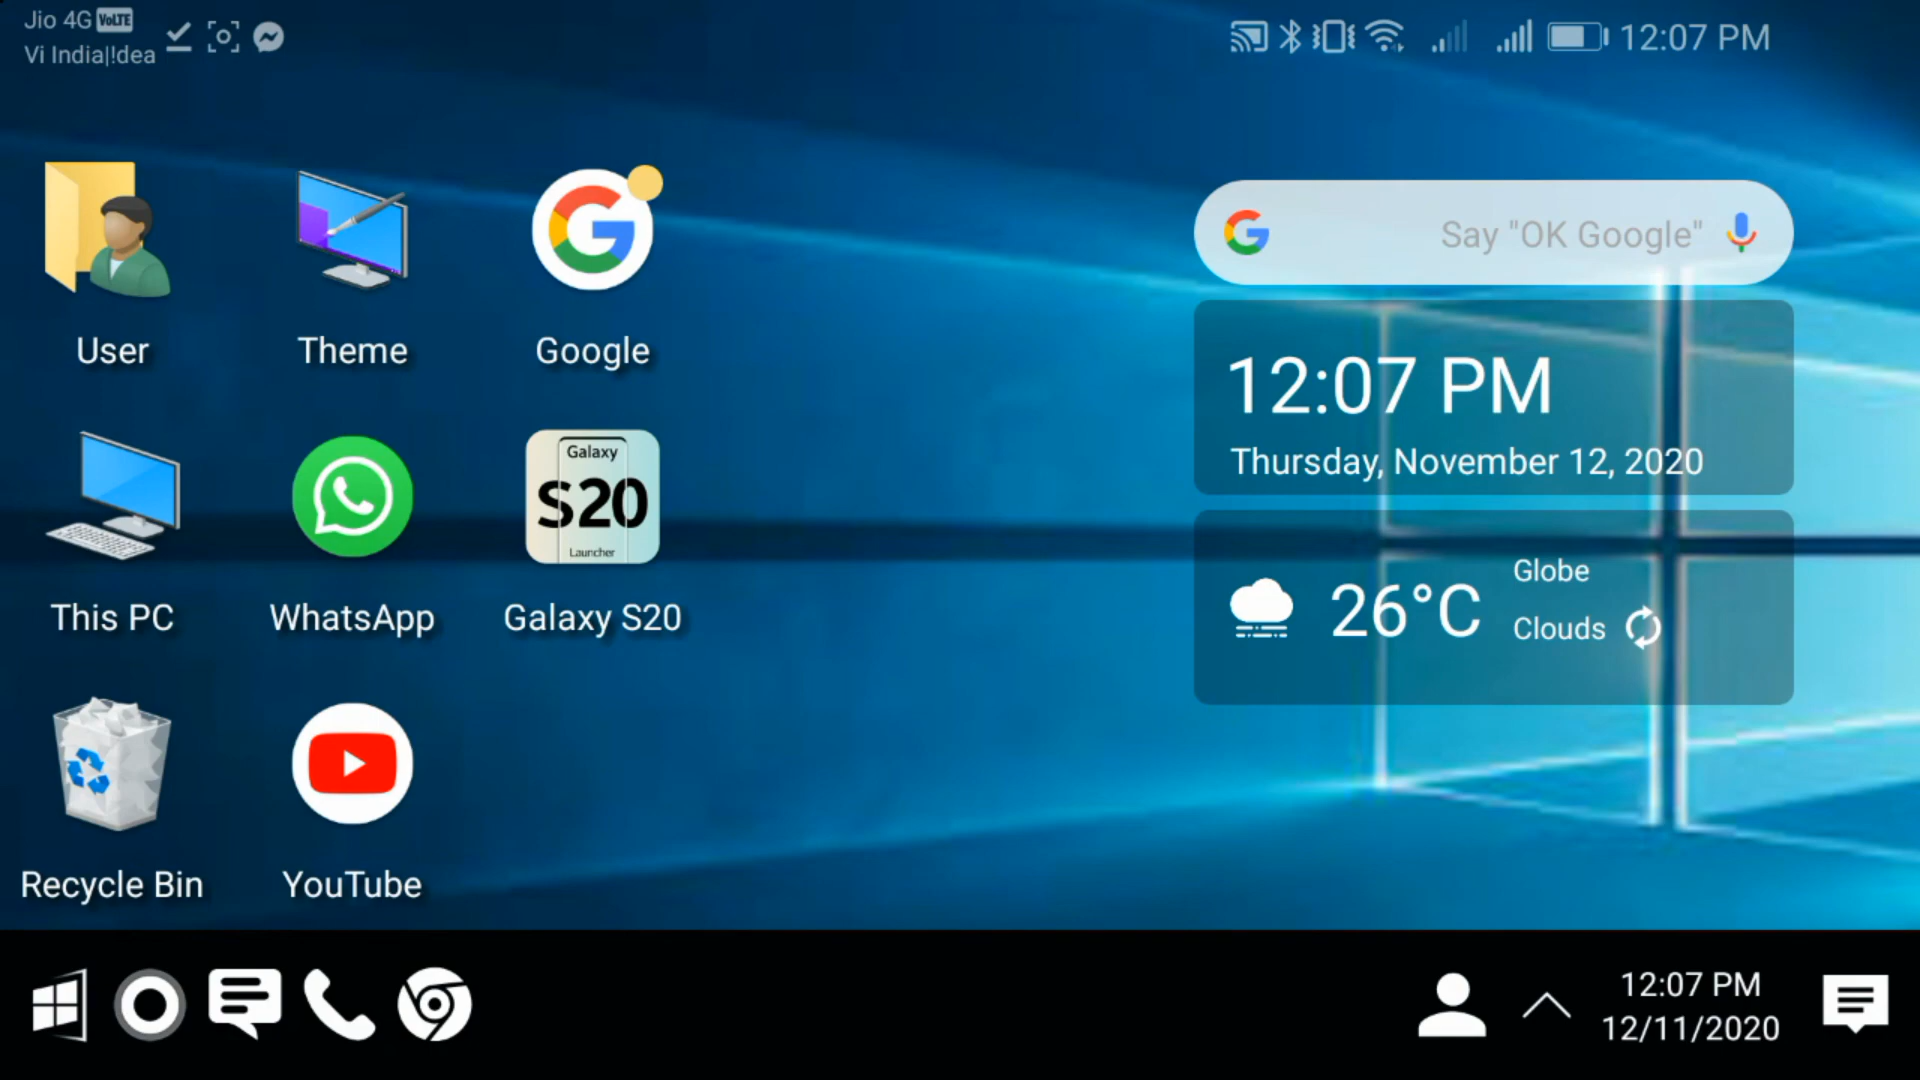 Jio 4G VoLTE
Vi India|!dea
12:07 PM
Say "OK Google"
12:07 PM
Thursday, November 12, 2020
26°C
Globe
Clouds
User
Theme
Google
Galaxy
S20
Launcher
This PC
WhatsApp
Galaxy S20
Recycle Bin
YouTube
12:07 PM
12/11/2020